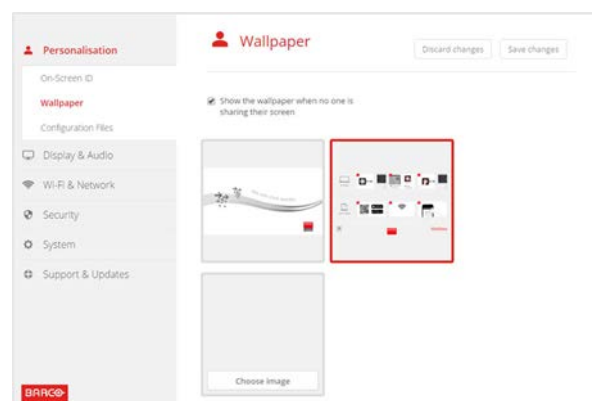 Personalisation
On-Screen ID
Wallpaper
Configuration Files
Display & Audio
Wi-Fi & Network
Security
System
Support & Updates
BARCO
Wallpaper
Discard changes
Save changes
Show the wallpaper when no one is
sharing their screen
Choose Image